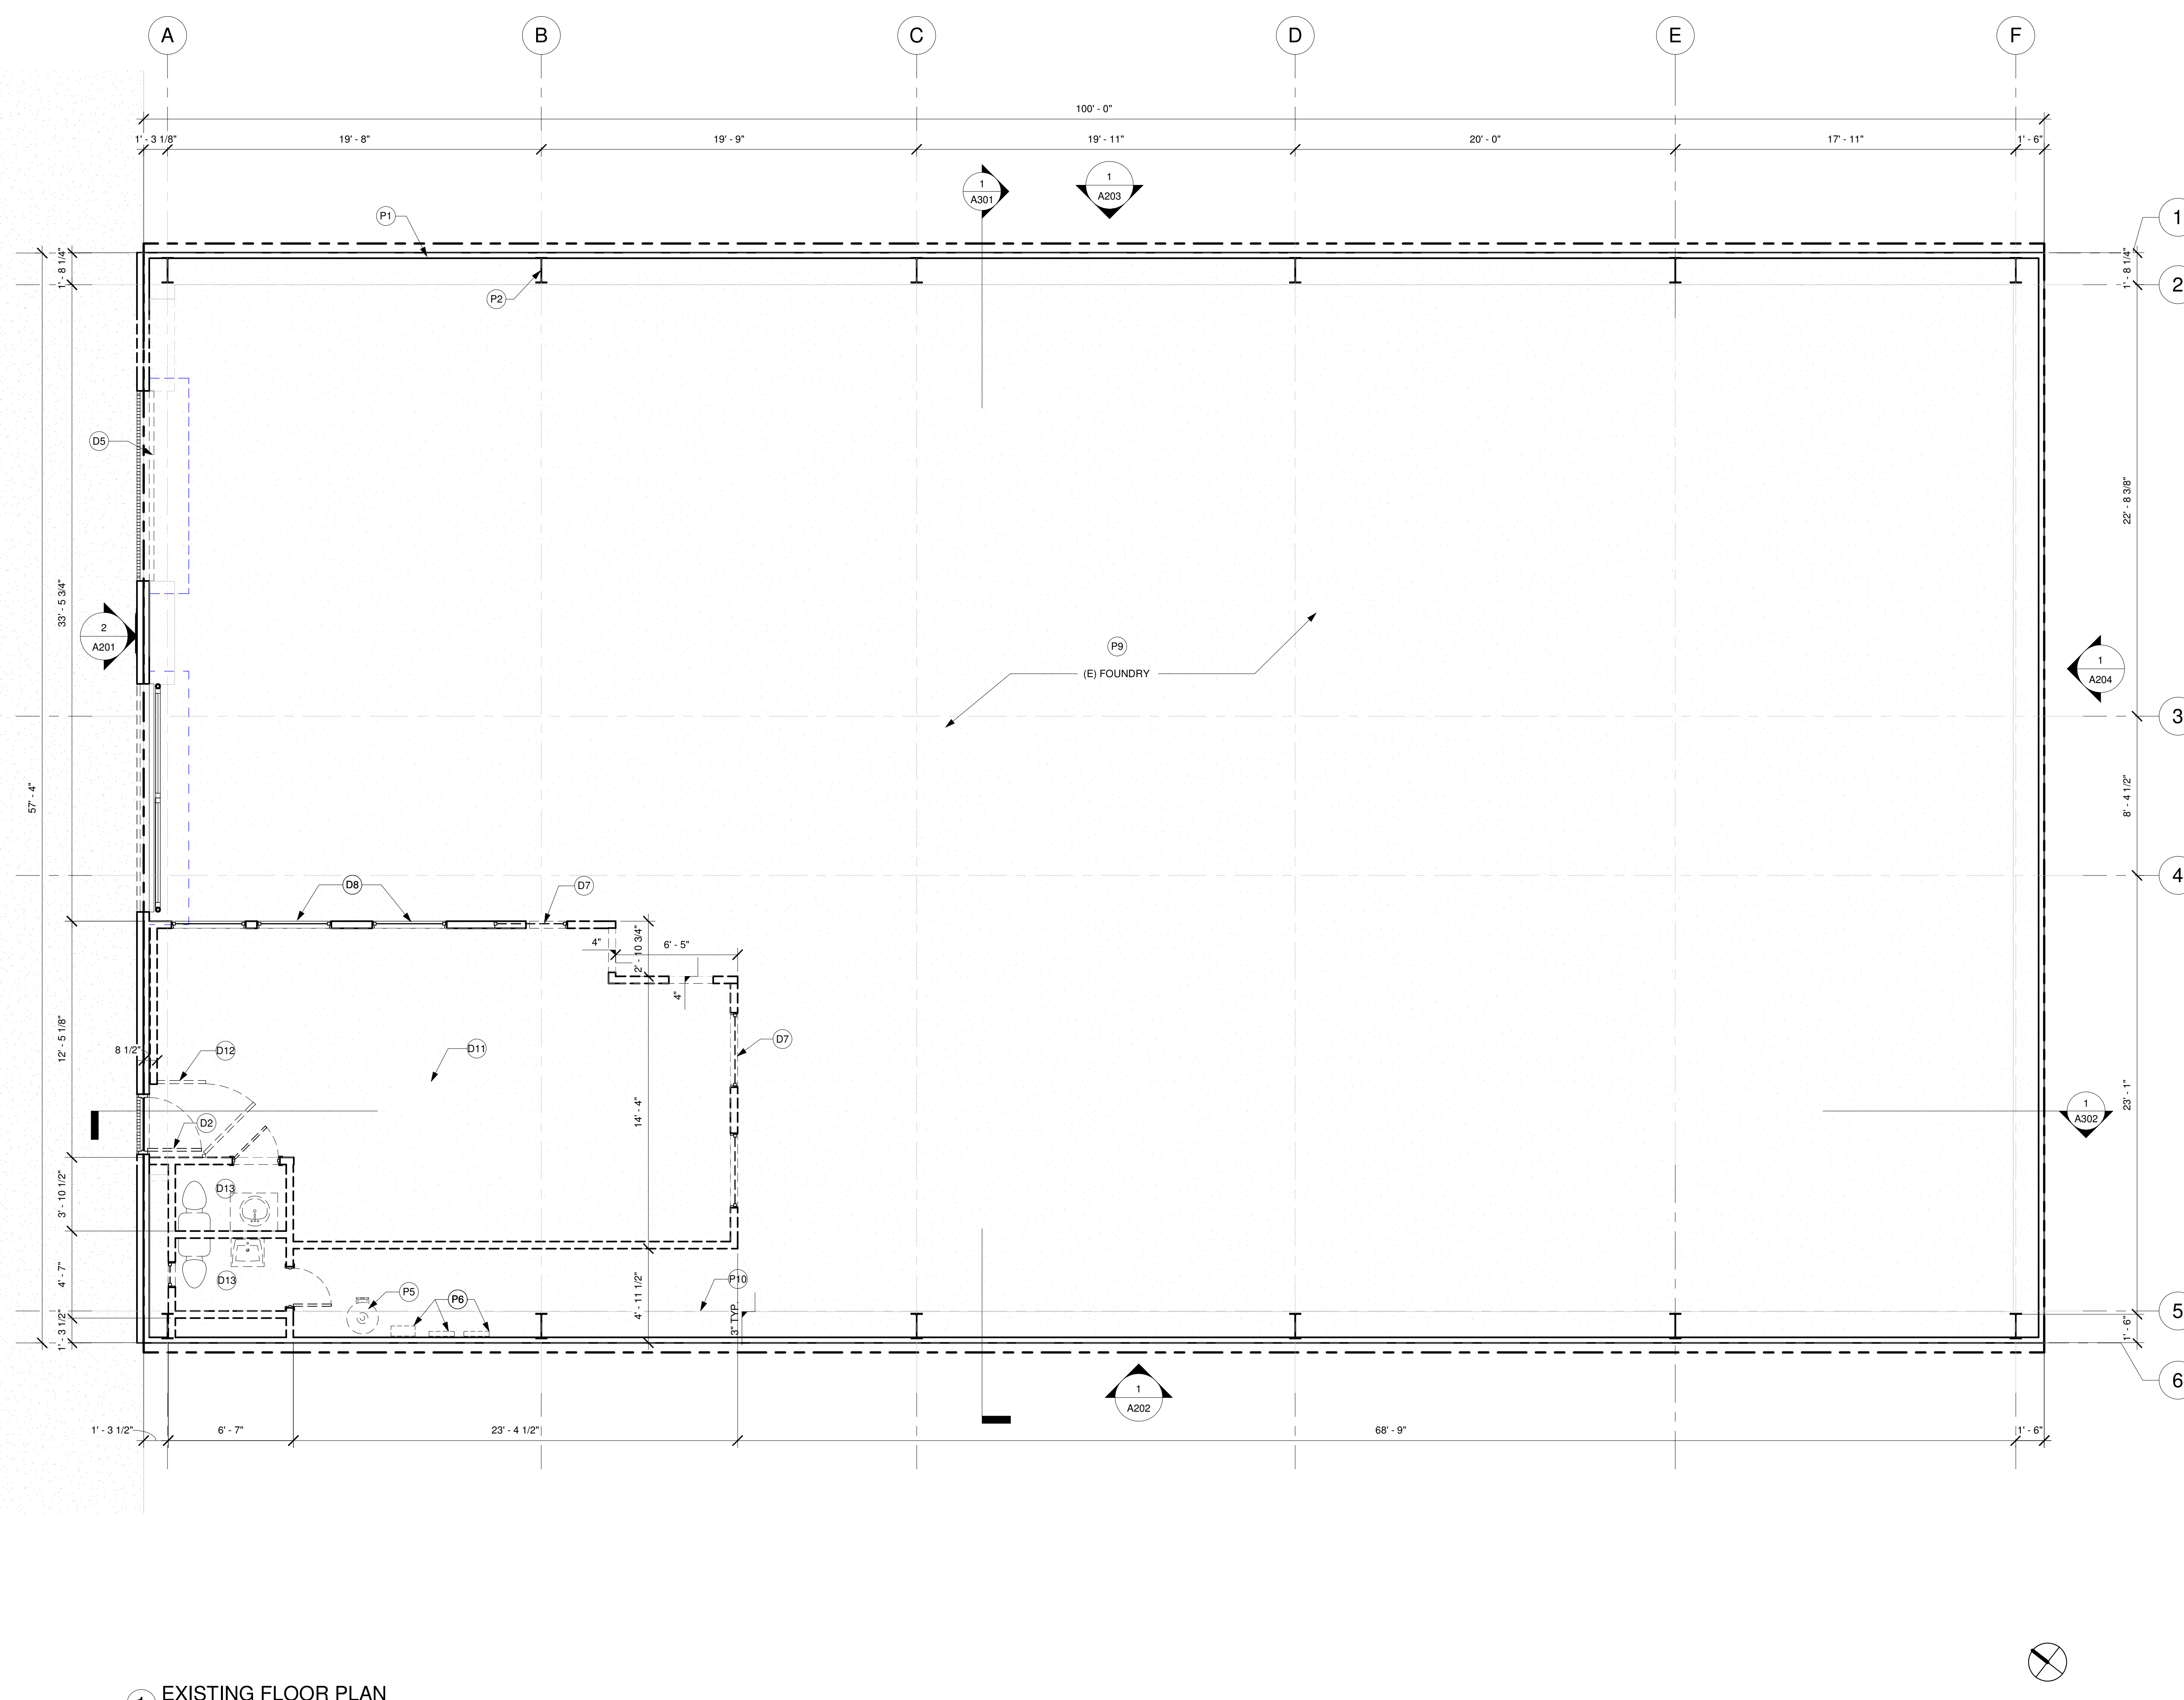 A B C D E F
100' - 0"
1' - 3 1/8" 19' - 8" 19' - 9" 19' - 11" 20' - 0" 17' - 11" 1' - 6"
1
A301
1
A203
P1
1
1' - 8 1/4"
1' - 8 1/4"
2
P2
D5
22' - 8 3/8"
33' - 5 3/4"
2
A201
P9
(E) FOUNDRY
1
A204
3
57' - 4"
8' - 4 1/2"
4
D8
D7
4"
2' - 10 3/4"
6' - 5"
4"
12' - 5 1/8"
8 1/2"
D12
D11
D7
D2
14' - 4"
23' - 1"
1
A302
3' - 10 1/2"
D13
4' - 7"
D13
P5
P6
4' - 11 1/2"
P10
3" TYP
5
1' - 3 1/2"
1' - 6"
6
1
A202
1' - 3 1/2" 6' - 7" 23' - 4 1/2" 68' - 9" 1' - 6"
EXISTING FLOOR PLAN